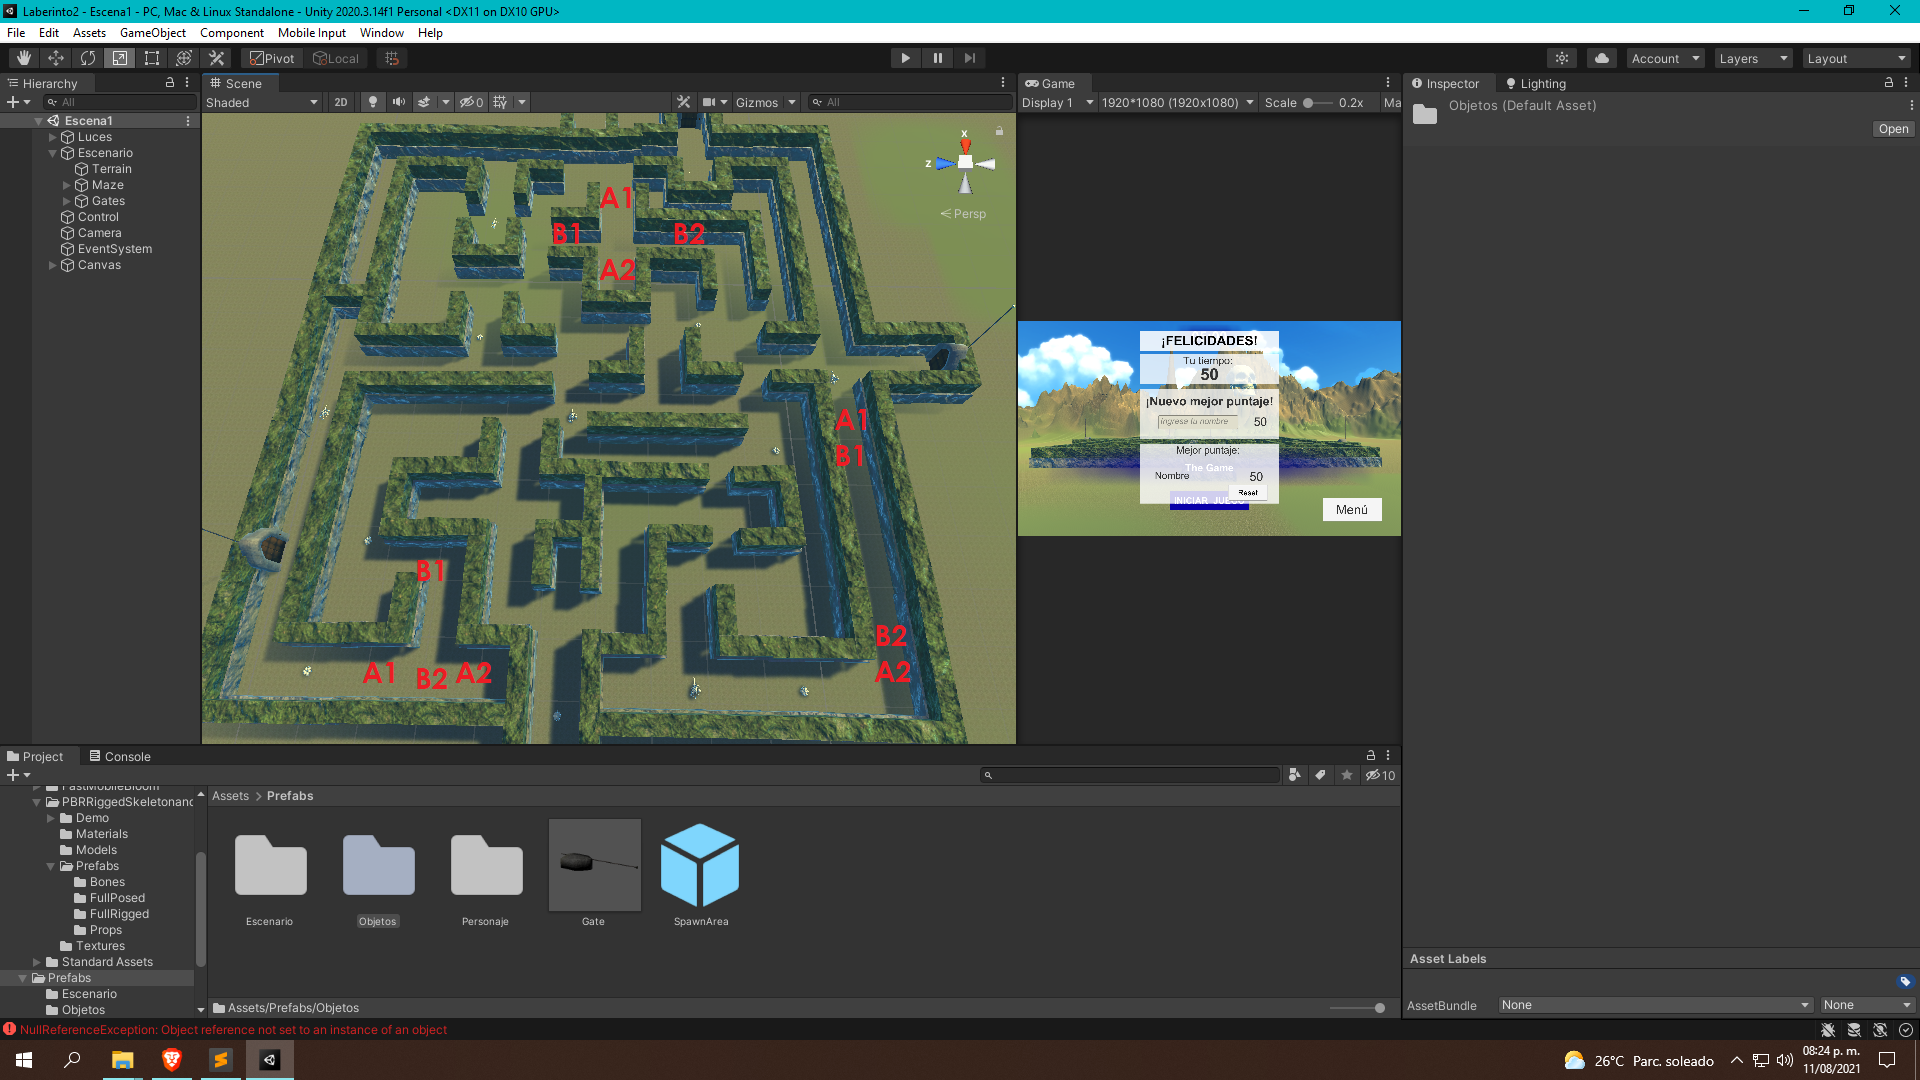 Laberinto2 - Escena1 - PC, Mac & Linux Standalone - Unity 2020.3.14f1 Personal <DX11 on DX10 GPU>
File Edit Assets GameObject Component Mobile Input Window Help
Pivot Local Account Layers Layout
Hierarchy
All
Escena1
Luces
Escenario
Terrain
Maze
Gates
Control
Camera
EventSystem
Canvas
Scene
Shaded 2D 0 Gizmos All
x
z
Persp
A1
B1 B2
A2
A1
B1
B1
B2
A1 B2 A2 A2
Game
Display 1 1920*1080 (1920x1080) Scale 0.2x Ma
¡FELICIDADES!
Tu tiempo:
50
¡Nuevo mejor puntaje!
Ingrese tu nombre 50
Mejor puntaje:
The Game
Nombre 50
Reset
INICIAR JUEGO
Menú
Inspector Lighting
Objetos (Default Asset)
Open
Asset Labels
AssetBundle None None
Project Console
10
FastMobileBloom
PBRRiggedSkeletonand
Demo
Materials
Models
Prefabs
Bones
FullPosed
FullRigged
Props
Textures
Standard Assets
Prefabs
Escenario
Objetos
Assets > Prefabs
Escenario Objetos Personaje Gate SpawnArea
Assets/Prefabs/Objetos
NullReferenceException: Object reference not set to an instance of an object
26°C Parc. soleado
08:24 p. m.
11/08/2021